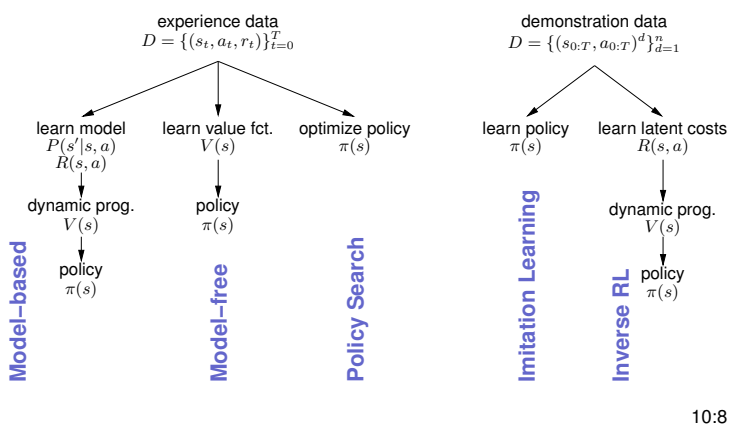 experience data
D = {(s_t, a_t, r_t)}_{t=0}^T
learn model
P(s'|s, a)
R(s, a)
dynamic prog.
V(s)
policy
π(s)
Model−based
learn value fct.
V(s)
policy
π(s)
Model−free
optimize policy
π(s)
Policy Search
demonstration data
D = {(s_{0:T}, a_{0:T})^d}_{d=1}^n
learn policy
π(s)
Imitation Learning
learn latent costs
R(s, a)
dynamic prog.
V(s)
policy
π(s)
Inverse RL
10:8